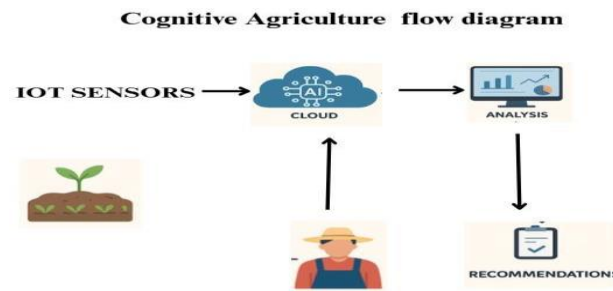 Cognitive Agriculture flow diagram
IOT SENSORS
AI
CLOUD
ANALYSIS
RECOMMENDATIONS